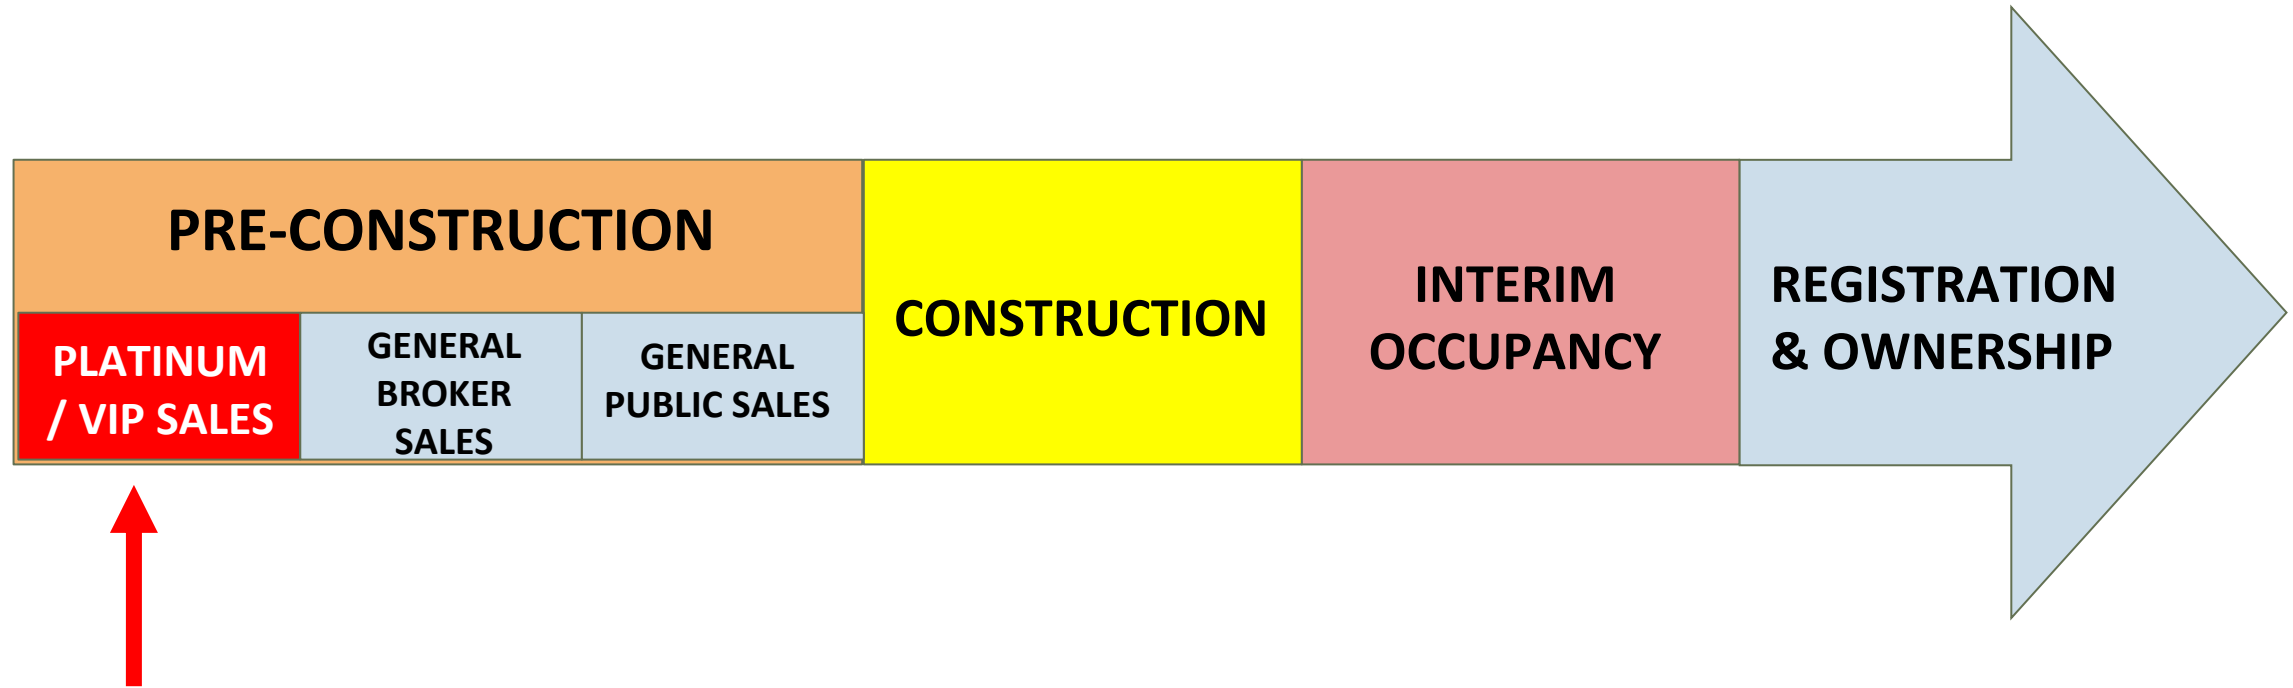 PRE-CONSTRUCTION
PLATINUM
/ VIP SALES
GENERAL
BROKER
SALES
GENERAL
PUBLIC SALES
CONSTRUCTION
INTERIM
OCCUPANCY
REGISTRATION
& OWNERSHIP